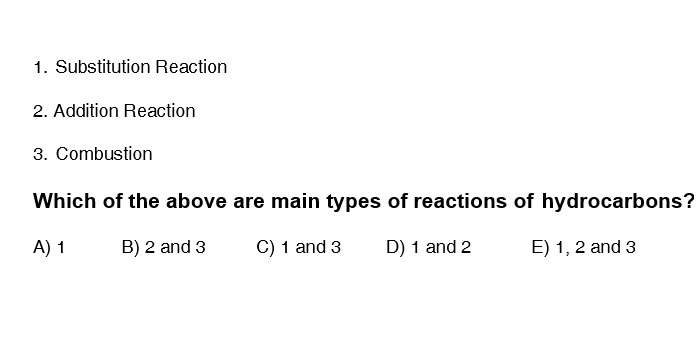 1. Substitution Reaction
2. Addition Reaction
3. Combustion
Which of the above are main types of reactions of hydrocarbons?
A) 1 B) 2 and 3 C) 1 and 3 D) 1 and 2 E) 1, 2 and 3